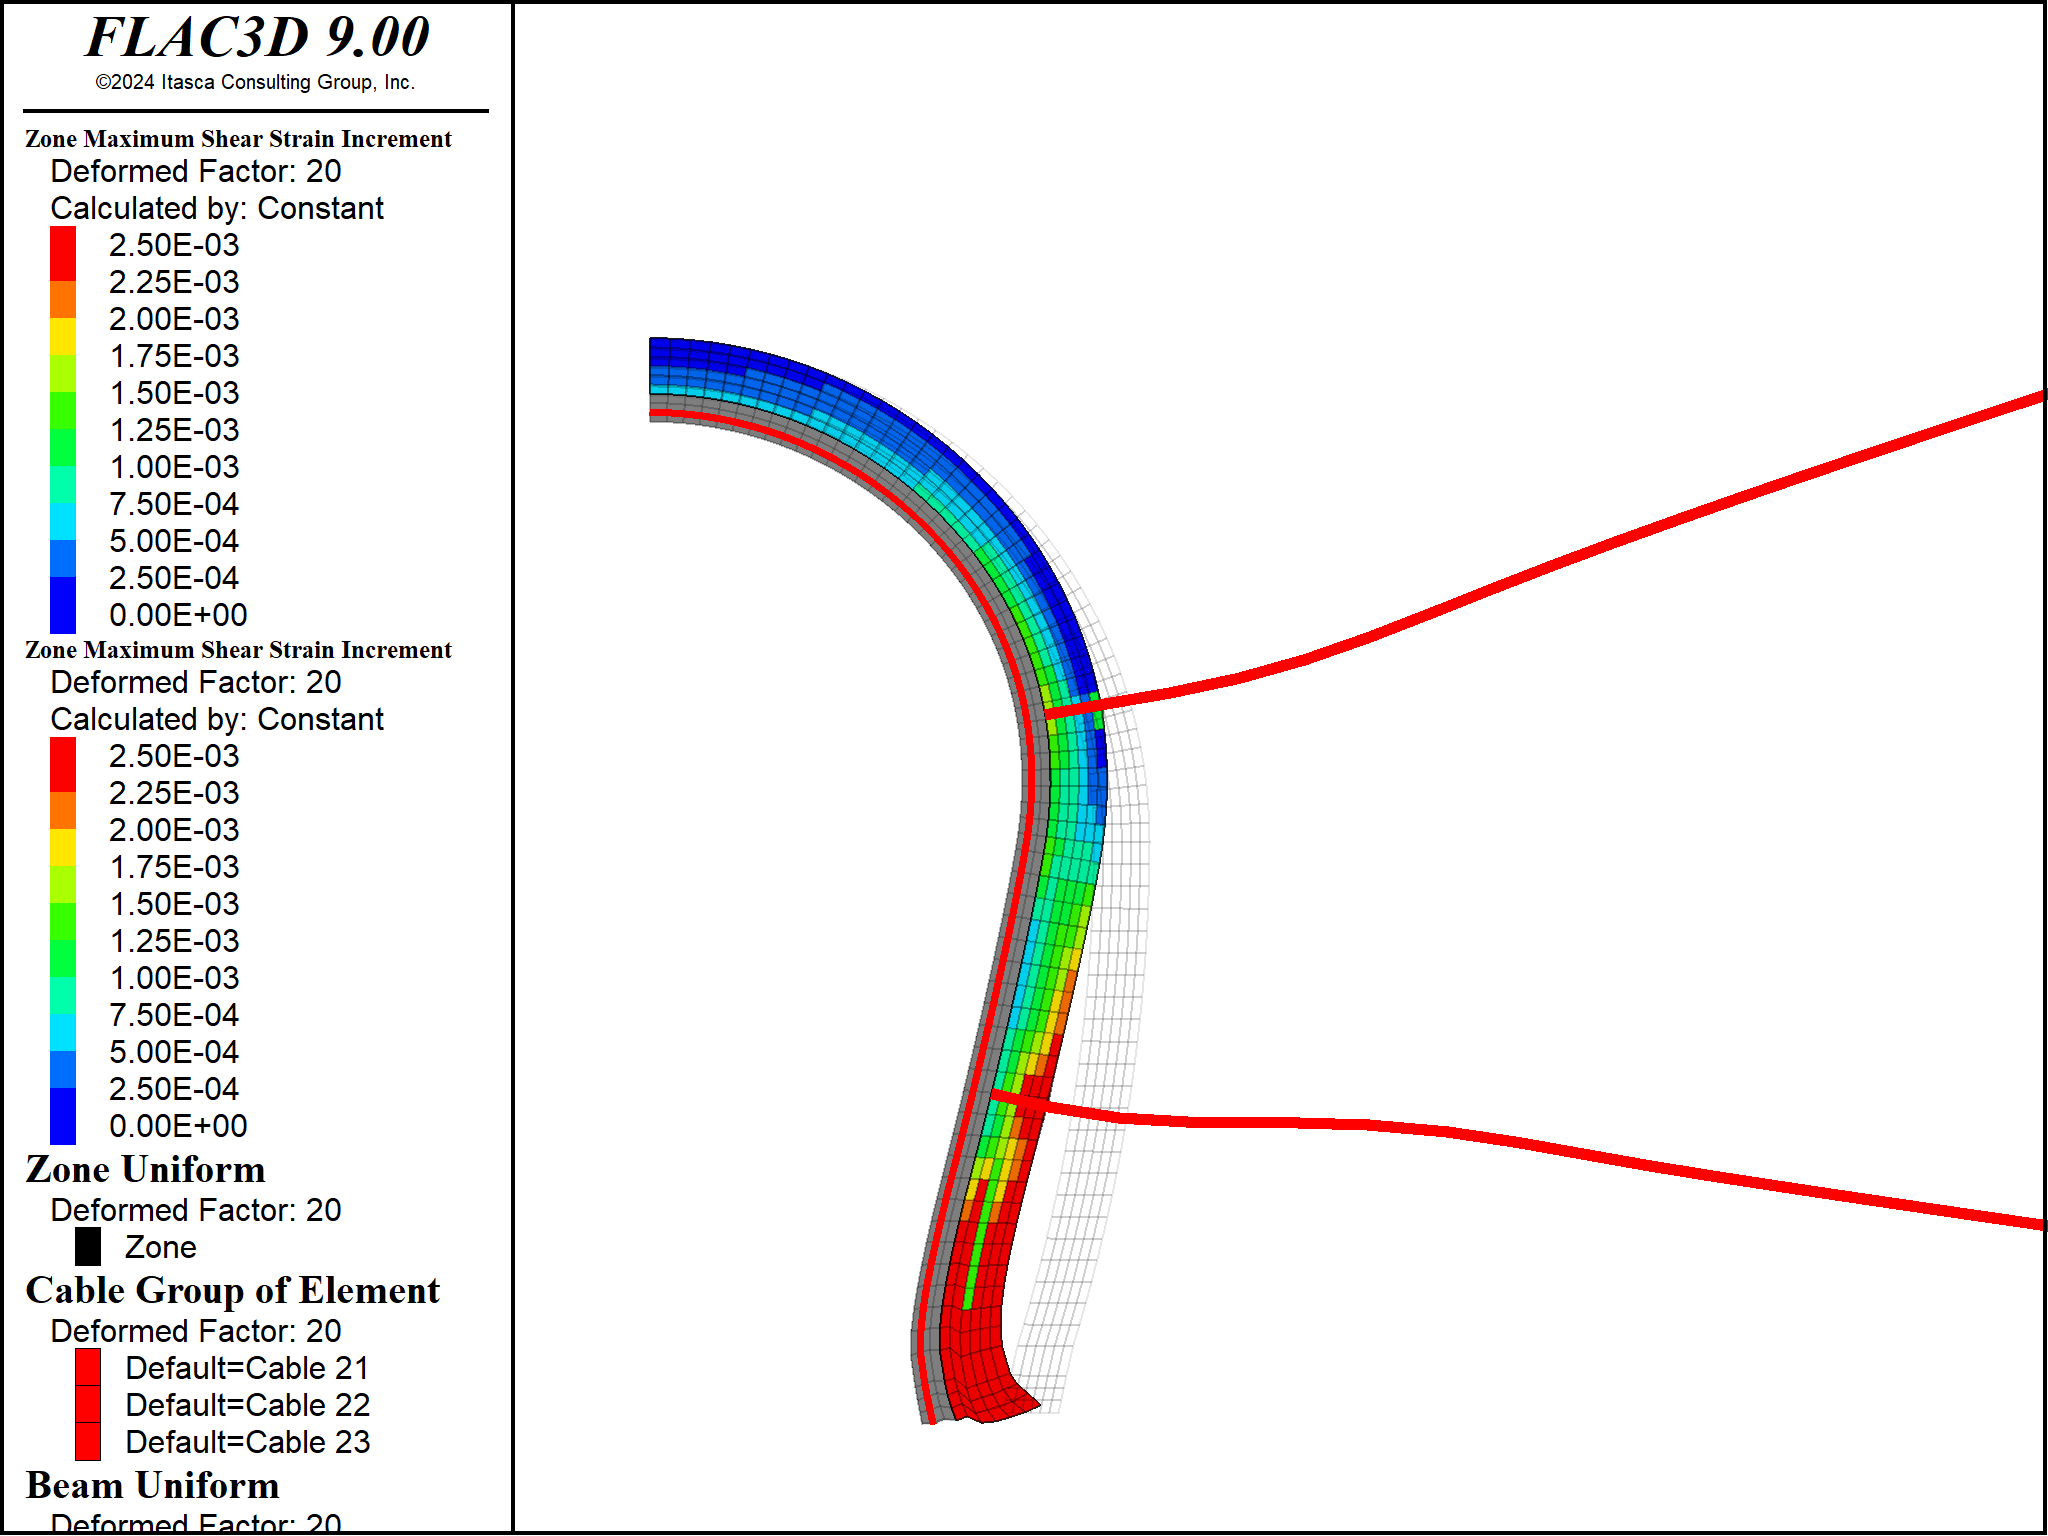 FLAC3D 9.00
©2024 Itasca Consulting Group, Inc.
Zone Maximum Shear Strain Increment
Deformed Factor: 20
Calculated by: Constant
2.50E-03
2.25E-03
2.00E-03
1.75E-03
1.50E-03
1.25E-03
1.00E-03
7.50E-04
5.00E-04
2.50E-04
0.00E+00
Zone Maximum Shear Strain Increment
Deformed Factor: 20
Calculated by: Constant
2.50E-03
2.25E-03
2.00E-03
1.75E-03
1.50E-03
1.25E-03
1.00E-03
7.50E-04
5.00E-04
2.50E-04
0.00E+00
Zone Uniform
Deformed Factor: 20
Zone
Cable Group of Element
Deformed Factor: 20
Default=Cable 21
Default=Cable 22
Default=Cable 23
Beam Uniform
Deformed Factor: 20